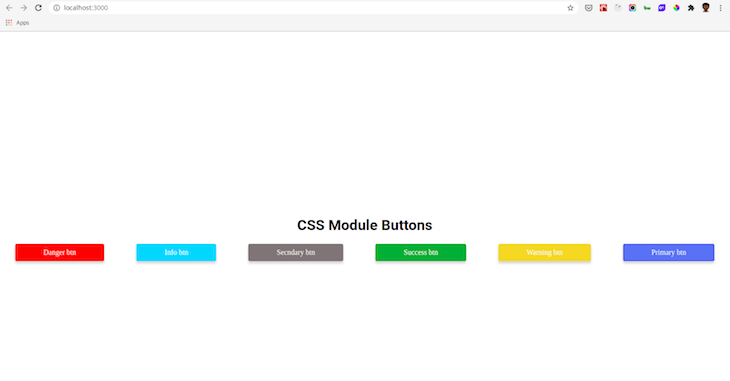 localhost:3000
Apps
CSS Module Buttons
Danger btn
Info btn
Secndary btn
Success btn
Warning btn
Primary btn